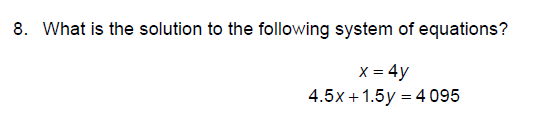 8. What is the solution to the following system of equations?
x = 4y
4.5x + 1.5y = 4 095